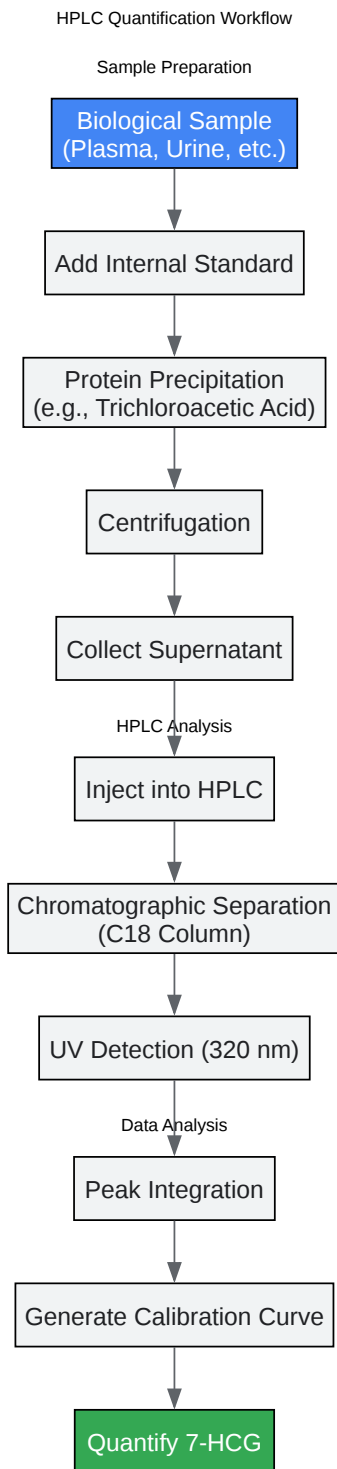 HPLC Quantification Workflow
Sample Preparation
Biological Sample
(Plasma, Urine, etc.)
Add Internal Standard
Protein Precipitation
(e.g., Trichloroacetic Acid)
Centrifugation
Collect Supernatant
HPLC Analysis
Inject into HPLC
Chromatographic Separation
(C18 Column)
UV Detection (320 nm)
Data Analysis
Peak Integration
Generate Calibration Curve
Quantify 7-HCG